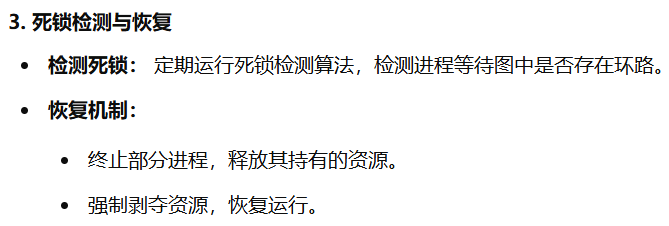 3. 死锁检测与恢复
• 检测死锁： 定期运行死锁检测算法，检测进程等待图中是否存在环路。
• 恢复机制：
• 终止部分进程，释放其持有的资源。
• 强制剥夺资源，恢复运行。